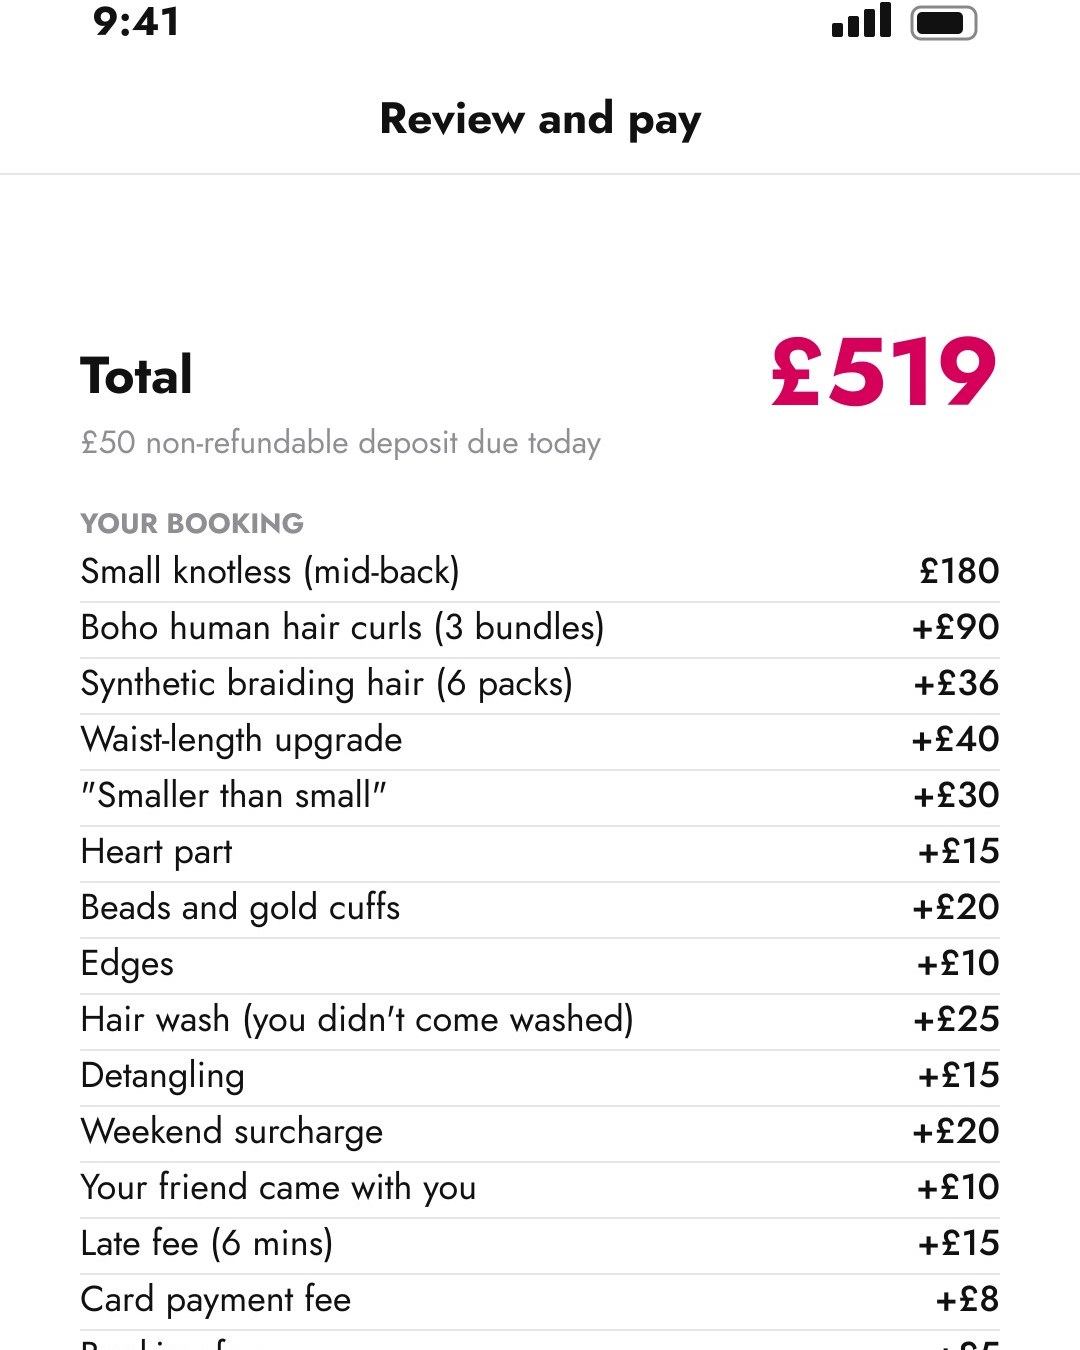 9:41
Review and pay
Total £519
£50 non-refundable deposit due today
YOUR BOOKING
Small knotless (mid-back) £180
Boho human hair curls (3 bundles) +£90
Synthetic braiding hair (6 packs) +£36
Waist-length upgrade +£40
"Smaller than small" +£30
Heart part +£15
Beads and gold cuffs +£20
Edges +£10
Hair wash (you didn't come washed) +£25
Detangling +£15
Weekend surcharge +£20
Your friend came with you +£10
Late fee (6 mins) +£15
Card payment fee +£8